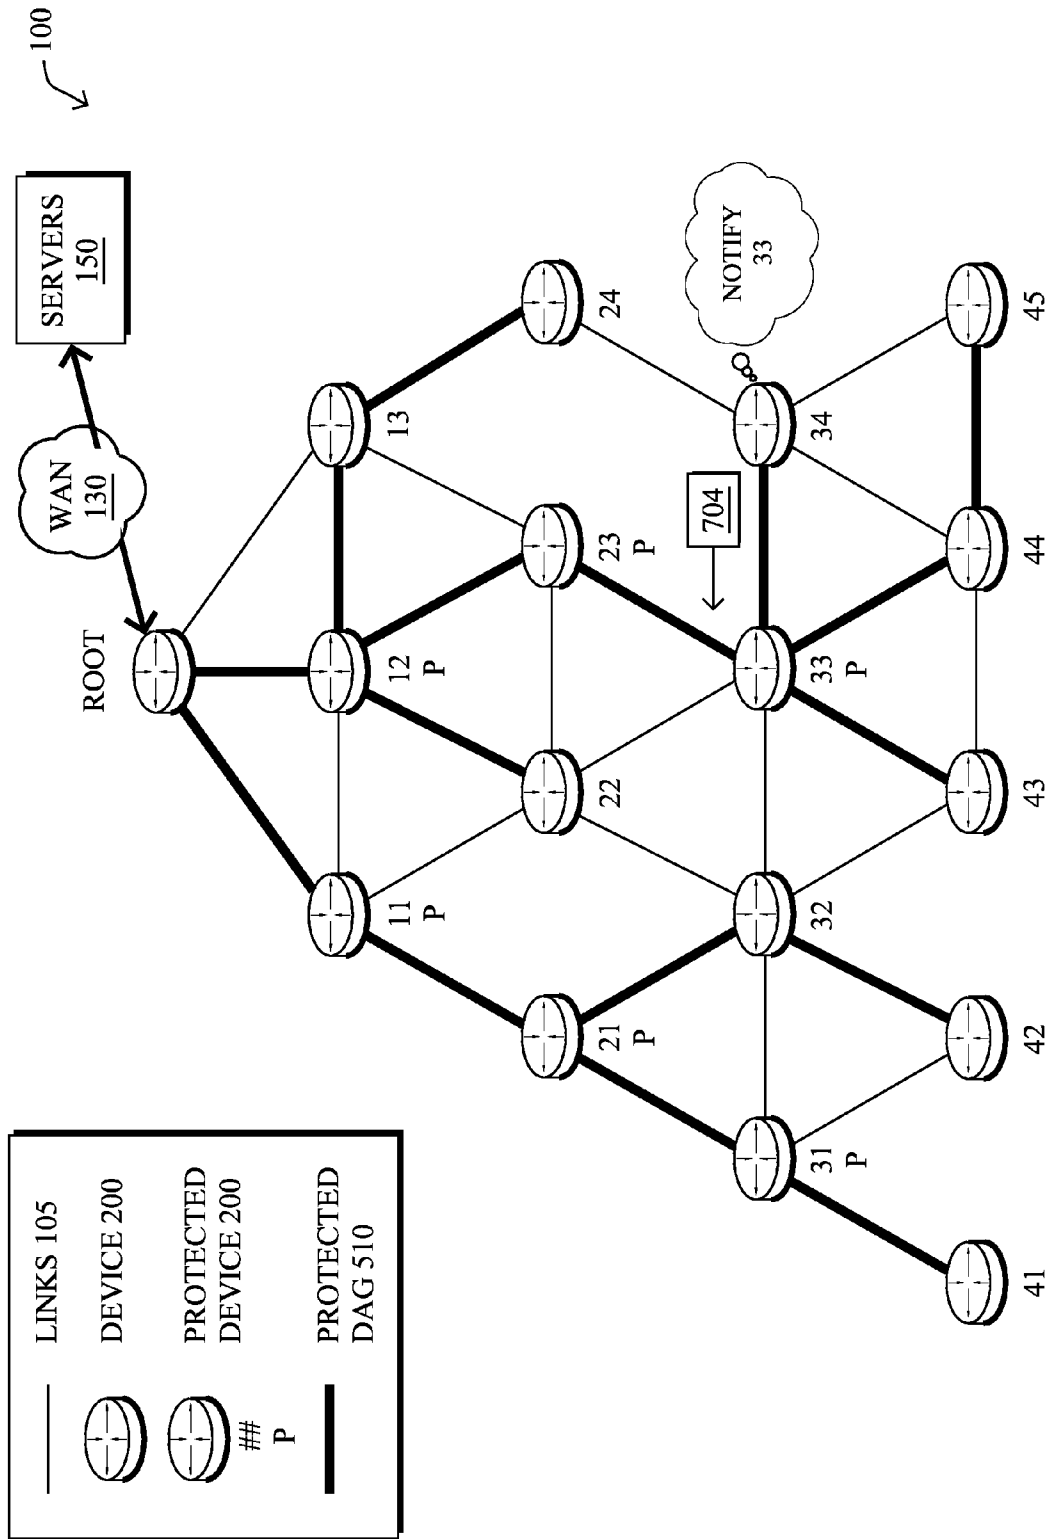 LINKS 105
DEVICE 200
##
P
PROTECTED
DEVICE 200
PROTECTED
DAG 510
100
SERVERS
150
WAN
130
ROOT
11
P
12
P
13
21
P
22
23
P
24
31
P
32
33
P
34
704
NOTIFY
33
41
42
43
44
45